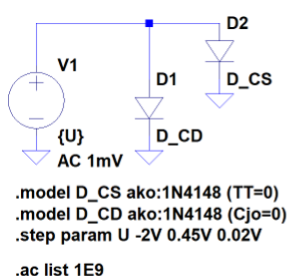 D2
V1
D1
D_CS
{U}
D_CD
AC 1mV
.model D_CS ako:1N4148 (TT=0)
.model D_CD ako:1N4148 (Cjo=0)
.step param U -2V 0.45V 0.02V
.ac list 1E9